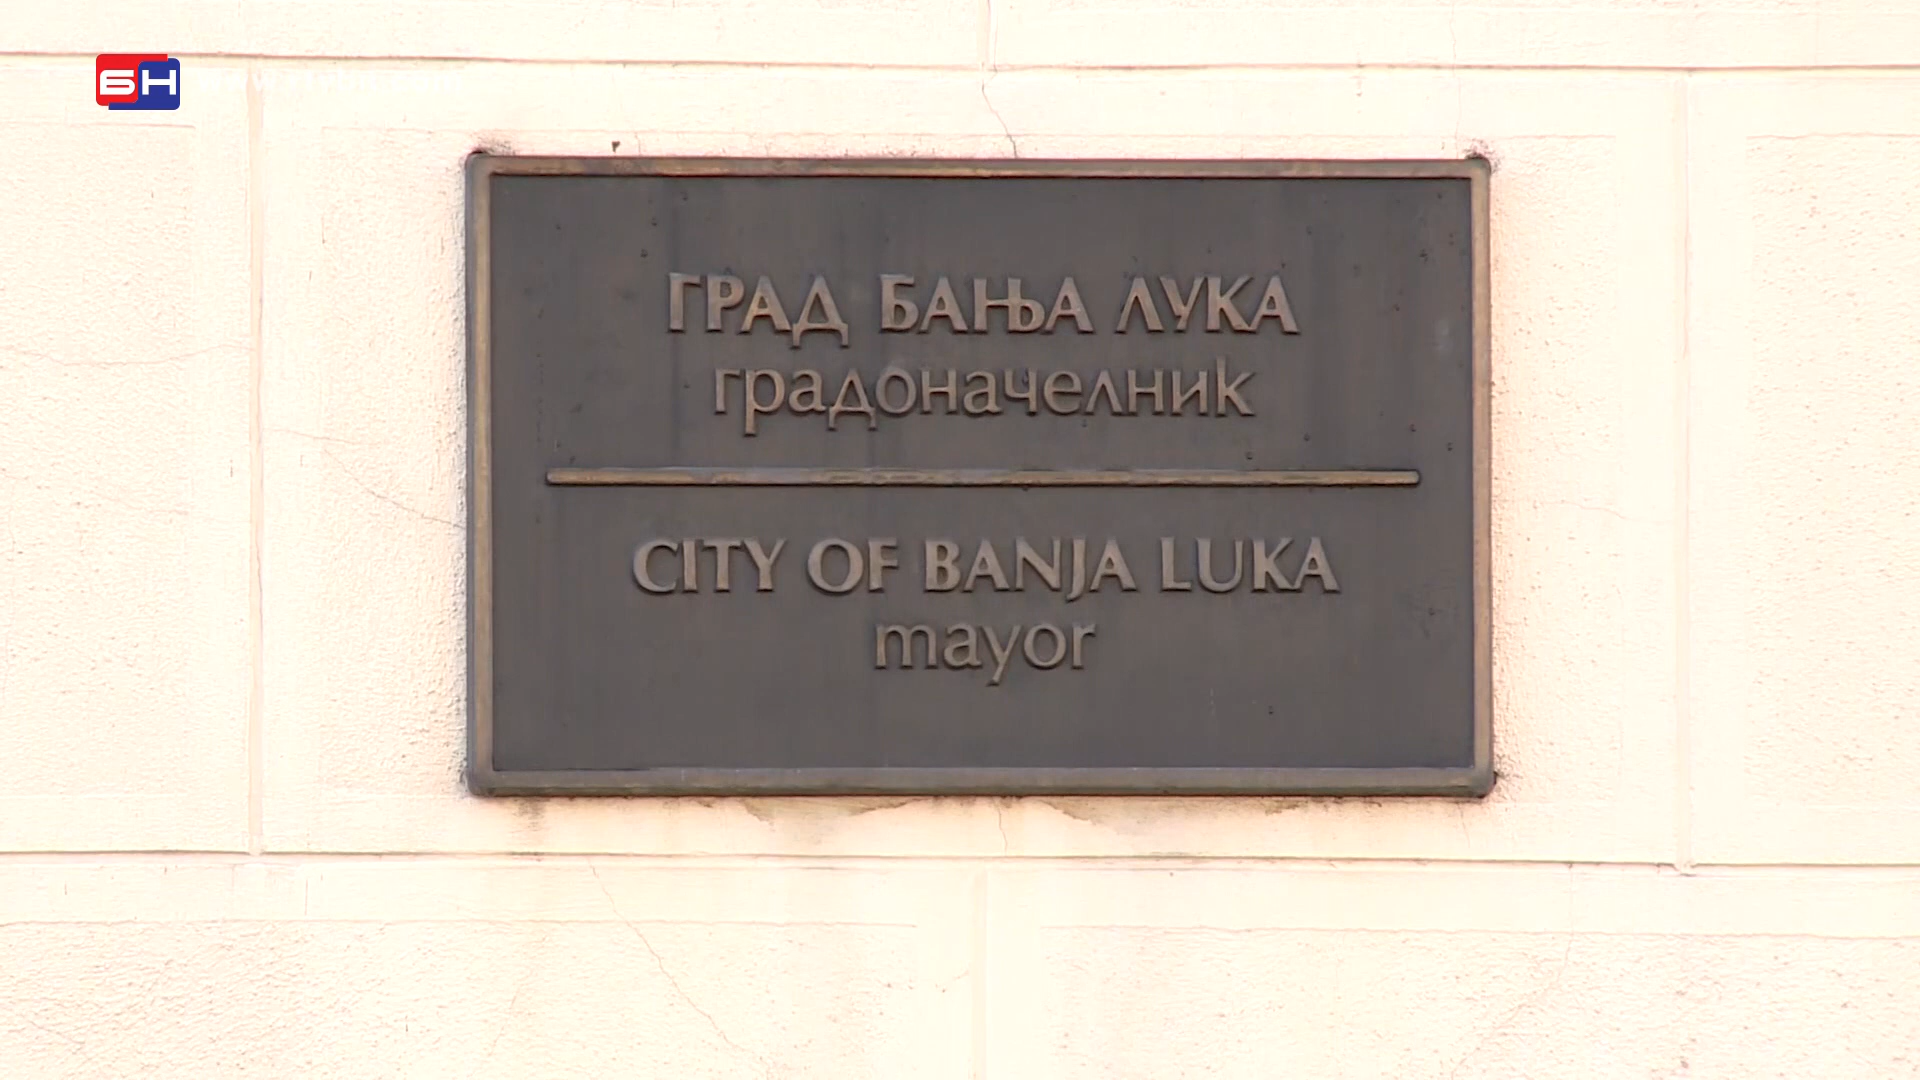 БН
ГРАД БАЊА ЛУКА
градоначелник
CITY OF BANJA LUKA
mayor